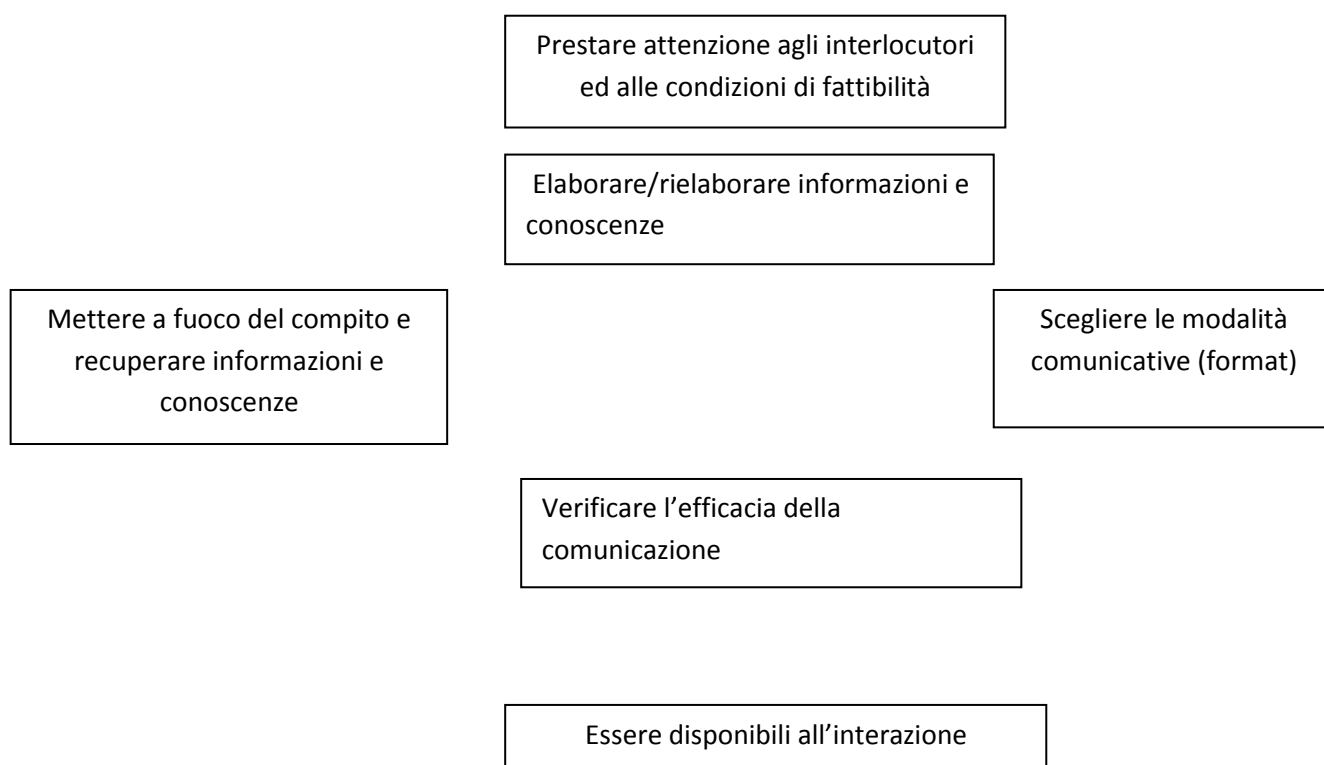 Prestare attenzione agli interlocutori
ed alle condizioni di fattibilità
Elaborare/rielaborare informazioni e
conoscenze
Mettere a fuoco del compito e
recuperare informazioni e
conoscenze
Scegliere le modalità
comunicative (format)
Verificare l’efficacia della
comunicazione
Essere disponibili all’interazione